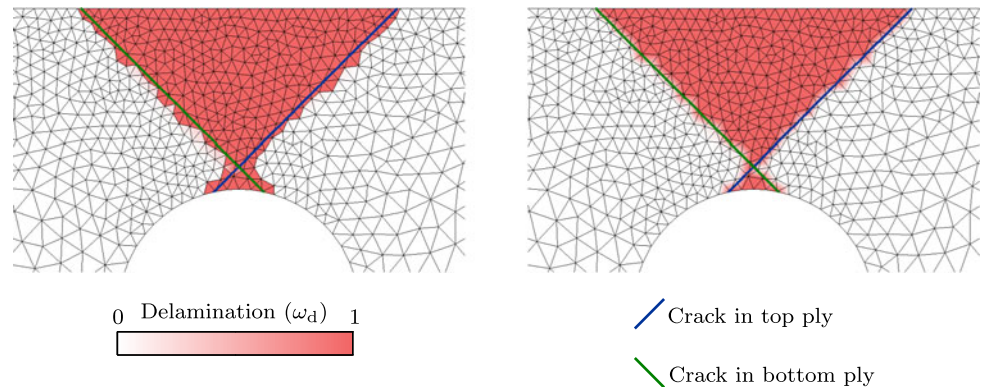 0 Delamination (ω_d) 1
Crack in top ply
Crack in bottom ply